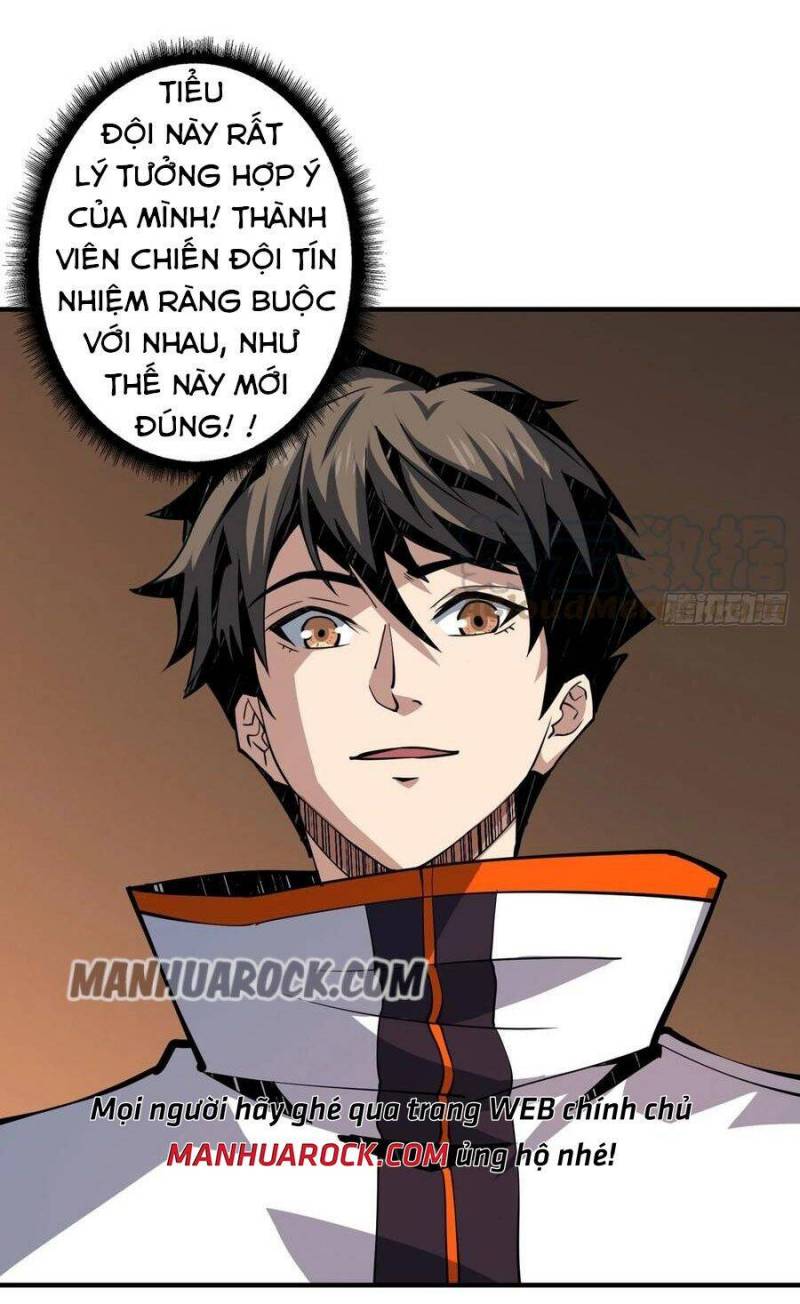 TIỂU
ĐỘI NÀY RẤT
LÝ TƯỞNG HỢP Ý
CỦA MÌNH! THÀNH
VIÊN CHIẾN ĐỘI TÍN
NHIỆM RÀNG BUỘC
VỚI NHAU, NHƯ
THẾ NÀY MỚI
ĐÚNG! !
MANHUAROCK.COM
Mọi người hãy ghé qua trang WEB chính chủ
MANHUAROCK.COM ủng hộ nhé!